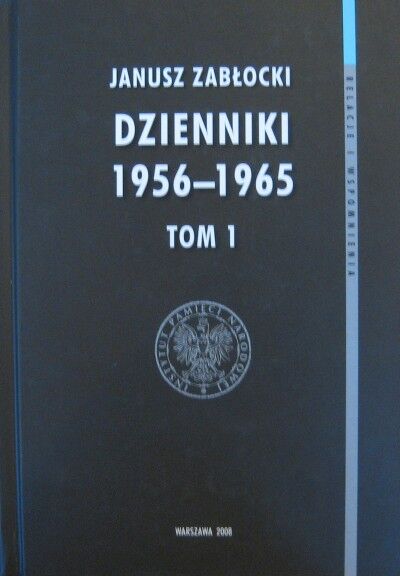 JANUSZ ZABŁOCKI
DZIENNIKI
1956–1965
TOM 1
RELACJE I WSPOMNIENIA
INSTYTUT PAMIĘCI NARODOWEJ
WARSZAWA 2008